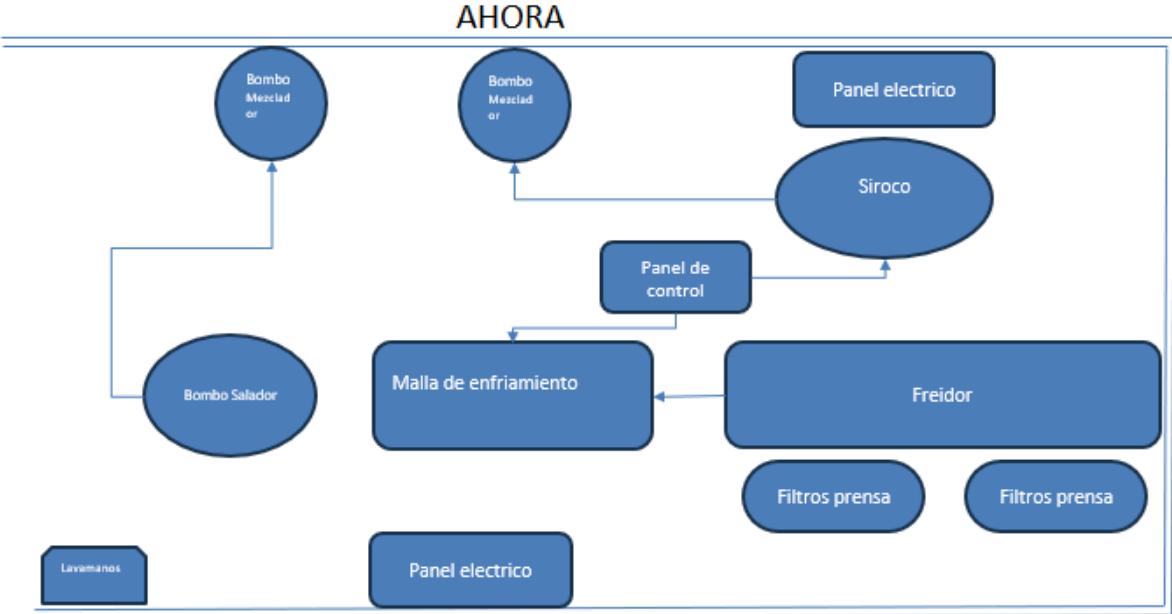 AHORA
Bombo
Mezclad
or
Bombo
Mezclad
or
Panel electrico
Siroco
Panel de
control
Malla de enfriamiento
Freidor
Bombo Salador
Filtros prensa
Filtros prensa
Lavamanos
Panel electrico